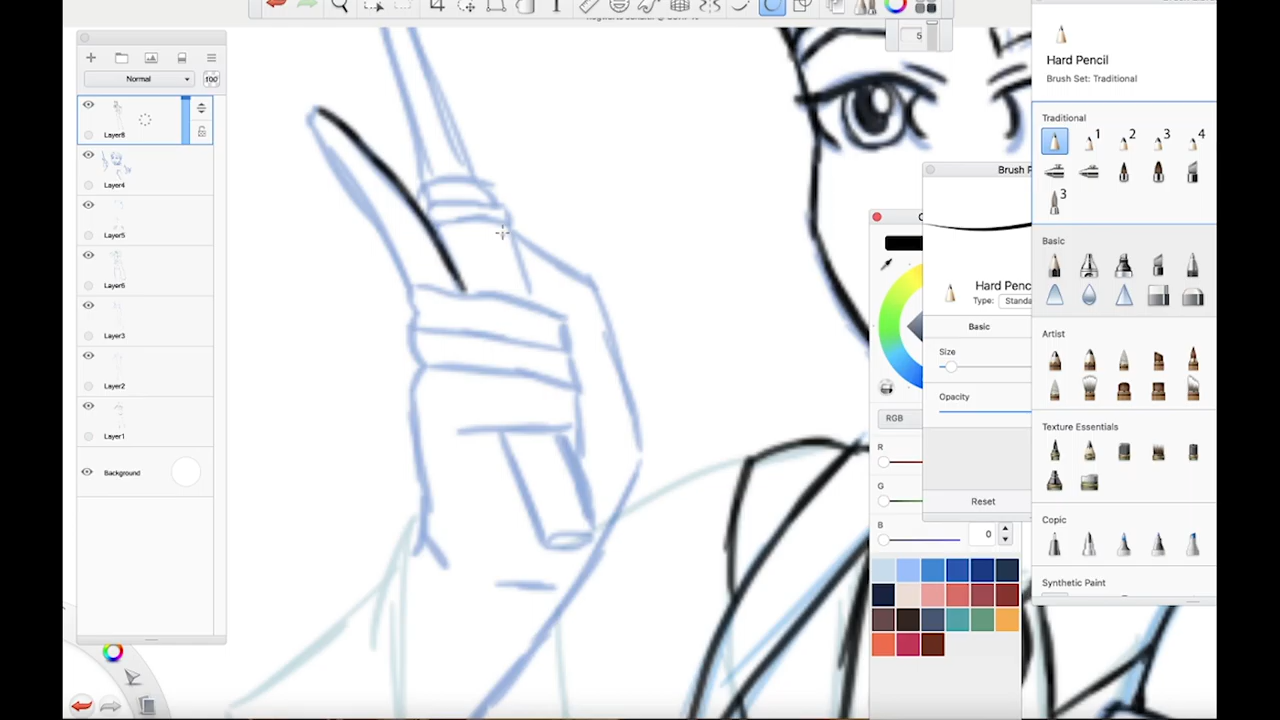 5
Hard Pencil
Brush Set: Traditional
Normal
100
Layer8
Layer4
Layer5
Layer6
Layer3
Layer2
Layer1
Background
Brush P
Hard Penc
Type: Standa
Basic
Size
Opacity
Reset
RGB
R
G
B
0
Traditional
1
2
3
4
3
Basic
Artist
Texture Essentials
Copic
Synthetic Paint